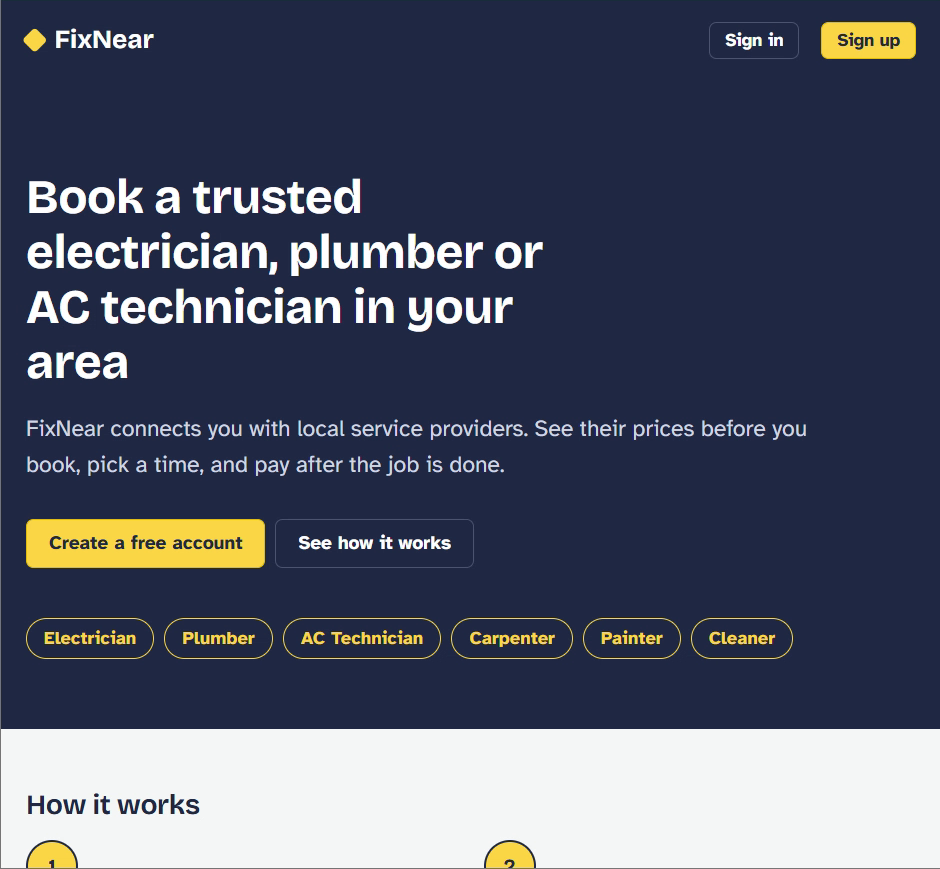 FixNear
Sign in
Sign up
Book a trusted
electrician, plumber or
AC technician in your
area
FixNear connects you with local service providers. See their prices before you
book, pick a time, and pay after the job is done.
Create a free account
See how it works
Electrician
Plumber
AC Technician
Carpenter
Painter
Cleaner
How it works
1
2